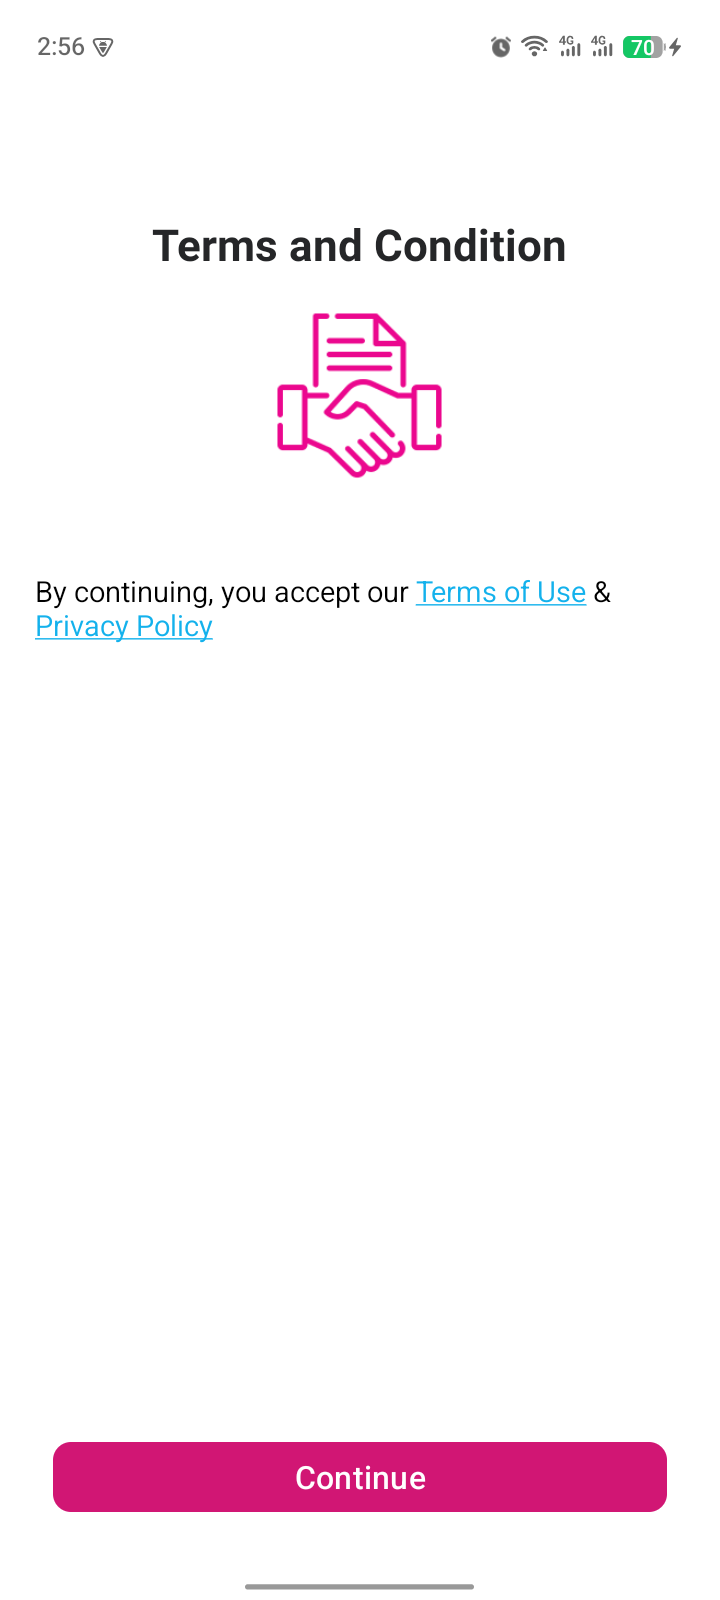 2:56
4G 4G 70
Terms and Condition
By continuing, you accept our Terms of Use &
Privacy Policy
Continue